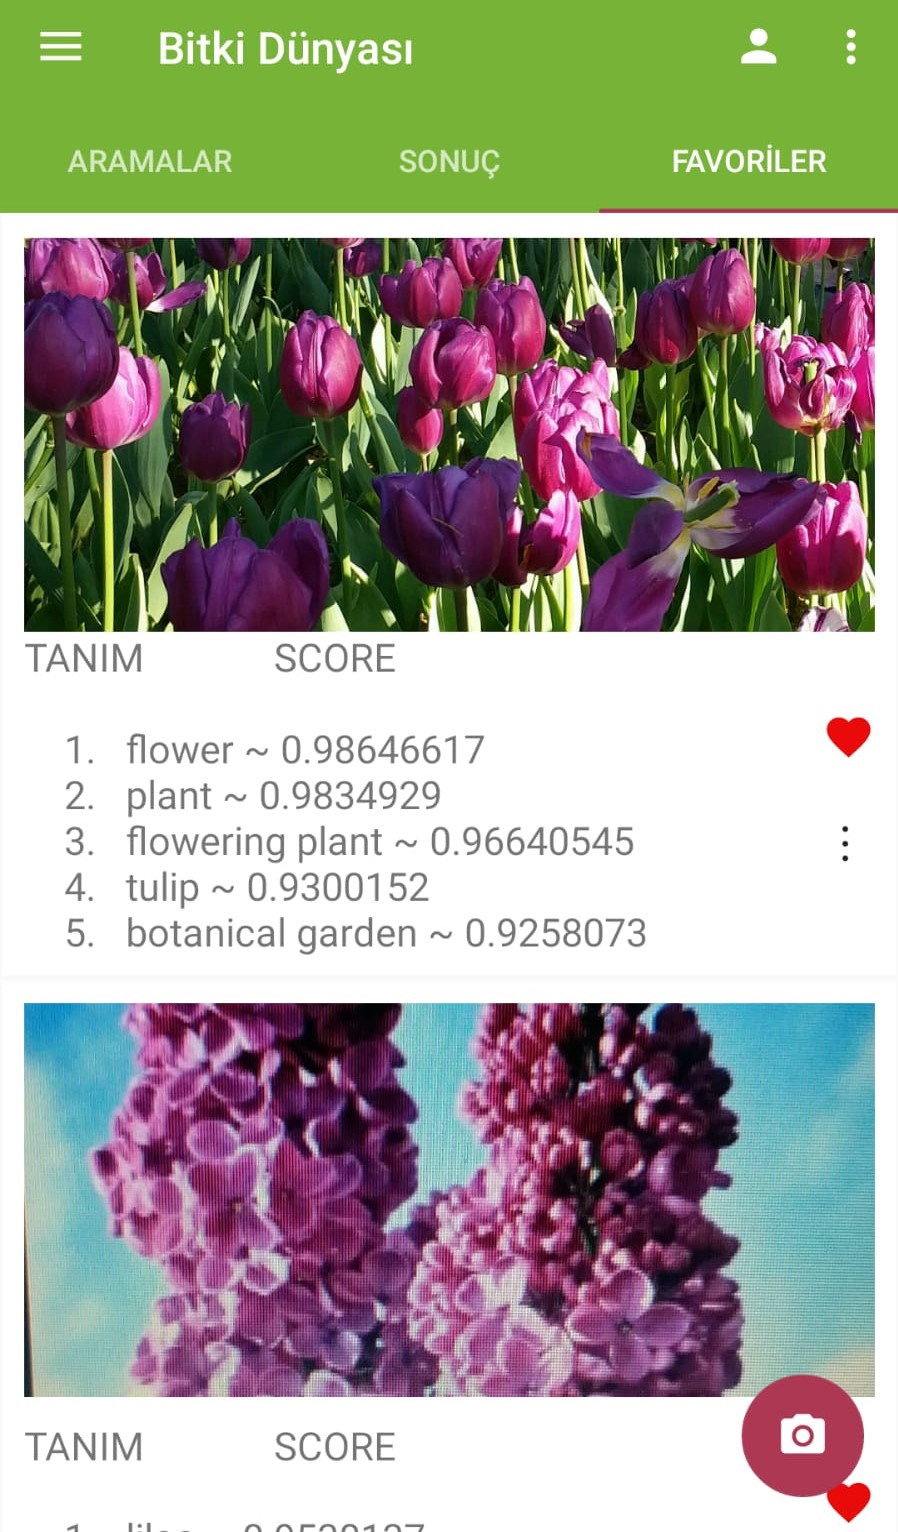 Bitki Dünyası
ARAMALAR SONUÇ FAVORİLER
TANIM SCORE
1. flower ~ 0.98646617
2. plant ~ 0.9834929
3. flowering plant ~ 0.96640545
4. tulip ~ 0.9300152
5. botanical garden ~ 0.9258073
TANIM SCORE